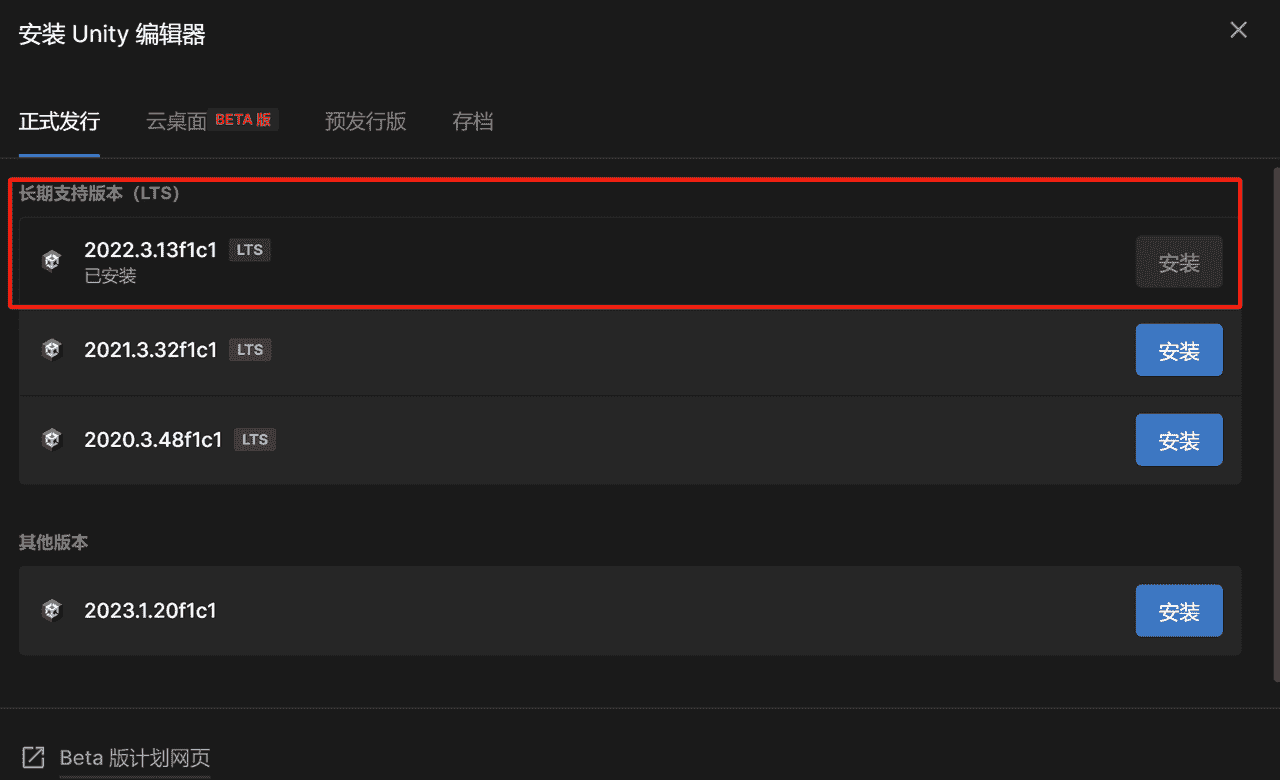 安装 Unity 编辑器
正式发行 云桌面 BETA 版 预发行版 存档
长期支持版本（LTS）
2022.3.13f1c1 LTS
已安装
安装
2021.3.32f1c1 LTS 安装
2020.3.48f1c1 LTS 安装
其他版本
2023.1.20f1c1 安装
Beta 版计划网页